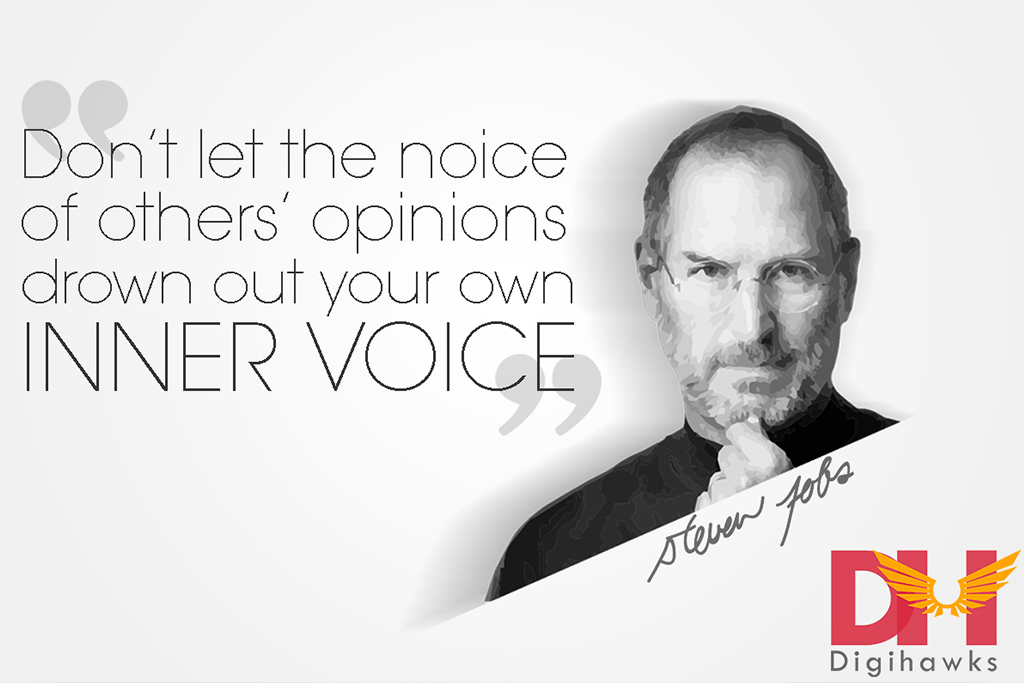 Don't let the noice
of others' opinions
drown out your own
INNER VOICE
steven jobs
DH
Digihawks